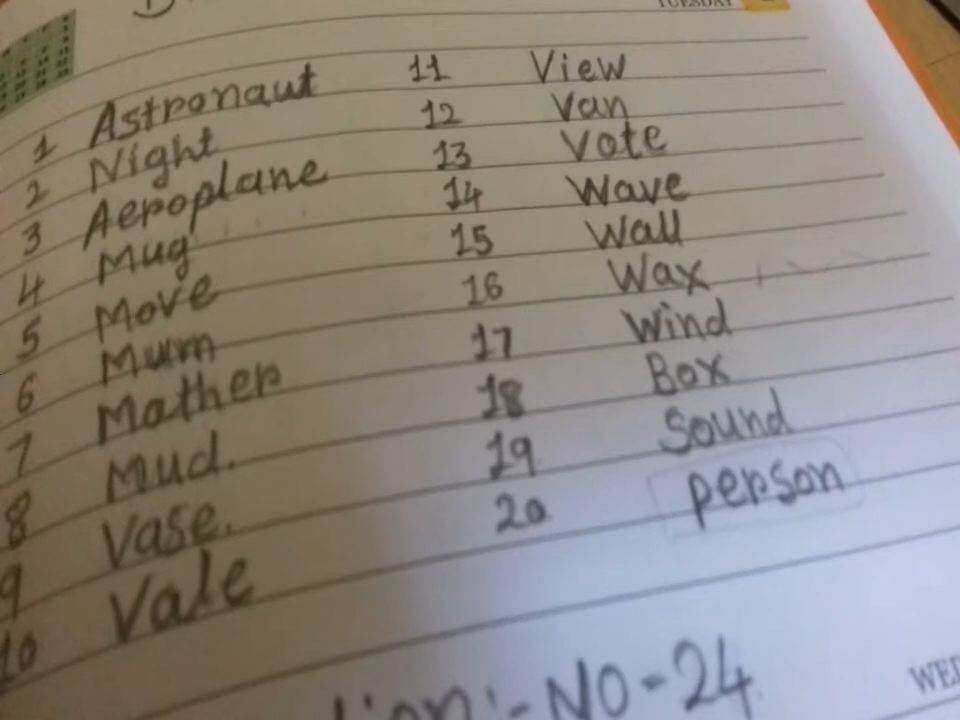 TUESDAY
1 Astronaut
2 Night
3 Aeroplane
4 Mug
5 Move
6 Mum
7 Mother
8 Mud.
9 Vase.
10 Vale
11 View
12 Van
13 Vote
14 Wave
15 Wall
16 Wax
17 Wind
18 Box
19 Sound
20 person
:-NO-24
WED